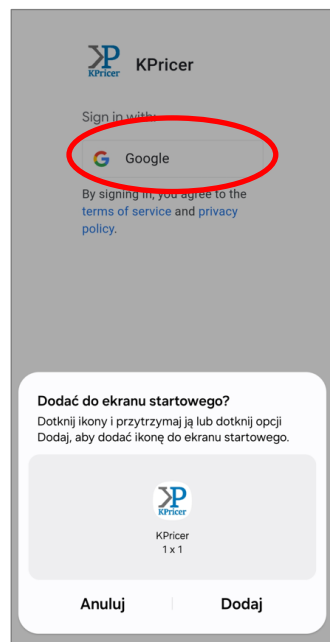 KPricer
KPricer
Sign in with:
Google
By signing in, you agree to the
terms of service and privacy
policy.
Dodać do ekranu startowego?
Dotknij ikony i przytrzymaj ją lub dotknij opcji
Dodaj, aby dodać ikonę do ekranu startowego.
KPricer
KPricer
1 x 1
Anuluj
Dodaj